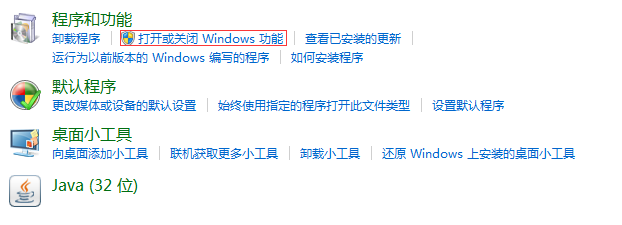 程序和功能
卸载程序 打开或关闭 Windows 功能 查看已安装的更新
运行为以前版本的 Windows 编写的程序 如何安装程序
默认程序
更改媒体或设备的默认设置 始终使用指定的程序打开此文件类型 设置默认程序
桌面小工具
向桌面添加小工具 联机获取更多小工具 卸载小工具 还原 Windows 上安装的桌面小工具
Java (32 位)